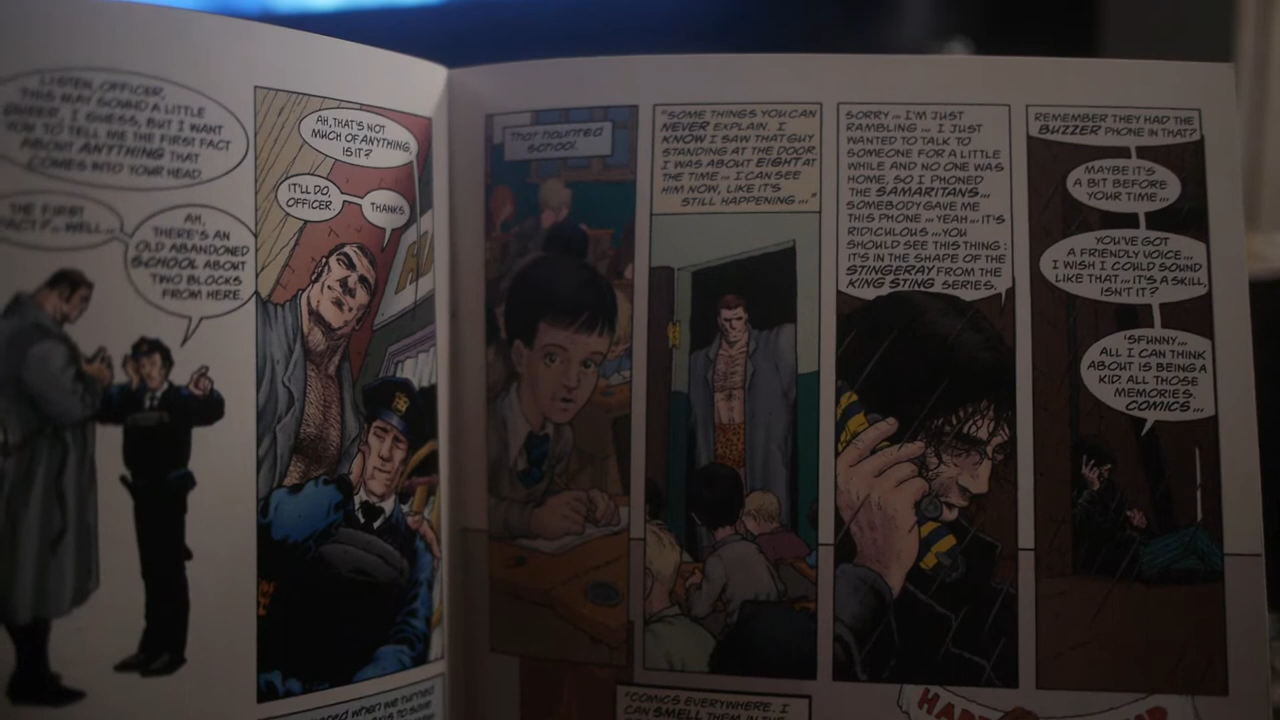 LISTEN, OFFICER,
THIS MAY SOUND A LITTLE
QUEER, I GUESS, BUT I WANT
YOU TO TELL ME THE FIRST FACT
ABOUT ANYTHING THAT
COMES INTO YOUR HEAD.
THE FIRST
FACT?... WELL...
AH,
THERE'S AN
OLD ABANDONED
SCHOOL ABOUT
TWO BLOCKS
FROM HERE.
AH, THAT'S NOT
MUCH OF ANYTHING,
IS IT?
IT'LL DO,
OFFICER.
THANKS.
when we turned
to save
That haunted
school.
"SOME THINGS YOU CAN
NEVER EXPLAIN. I
KNOW I SAW THAT GUY
STANDING AT THE DOOR.
I WAS ABOUT EIGHT AT
THE TIME... I CAN SEE
HIM NOW, LIKE IT'S
STILL HAPPENING..."
SORRY... I'M JUST
RAMBLING... I JUST
WANTED TO TALK TO
SOMEONE FOR A LITTLE
WHILE AND NO ONE WAS
HOME, SO I PHONED
THE SAMARITANS...
SOMEBODY GAVE ME
THIS PHONE... YEAH... IT'S
RIDICULOUS... YOU
SHOULD SEE THIS THING:
IT'S IN THE SHAPE OF THE
STINGERAY FROM THE
KING STING SERIES.
REMEMBER THEY HAD THE
BUZZER PHONE IN THAT?
MAYBE IT'S
A BIT BEFORE
YOUR TIME...
YOU'VE GOT
A FRIENDLY VOICE...
I WISH I COULD SOUND
LIKE THAT... IT'S A SKILL,
ISN'T IT?
'SFUNNY...
ALL I CAN THINK
ABOUT IS BEING A
KID. ALL THOSE
MEMORIES.
COMICS...
"COMICS EVERYWHERE. I
CAN SMELL THEM IN THE